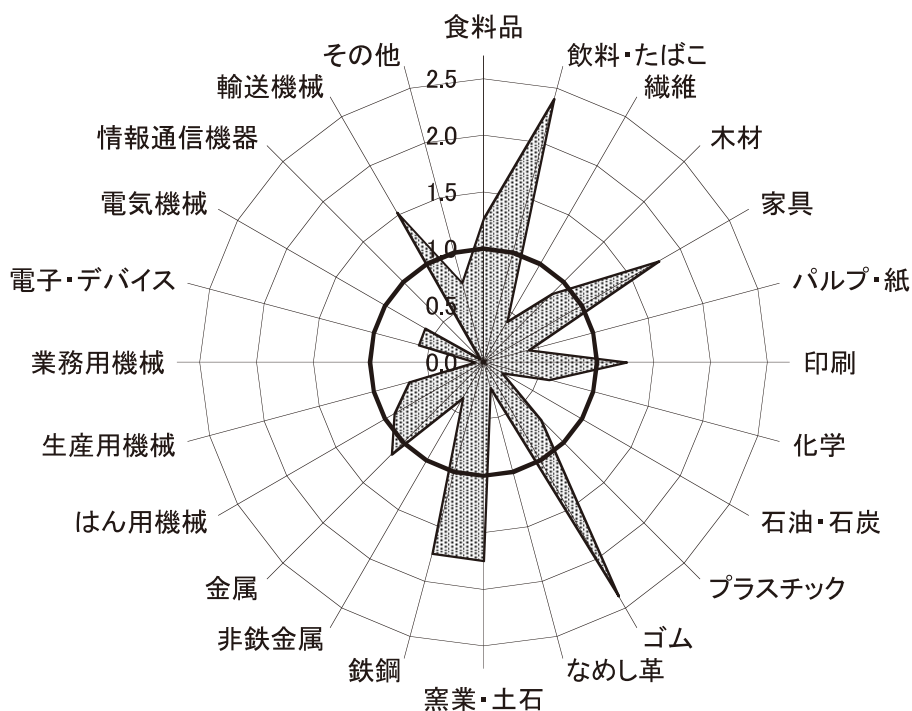 食料品
飲料・たばこ
繊維
木材
家具
パルプ・紙
印刷
化学
石油・石炭
プラスチック
ゴム
なめし革
窯業・土石
鉄鋼
非鉄金属
金属
はん用機械
生産用機械
業務用機械
電子・デバイス
電気機械
情報通信機器
輸送機械
その他
2.5
2.0
1.5
1.0
0.5
0.0